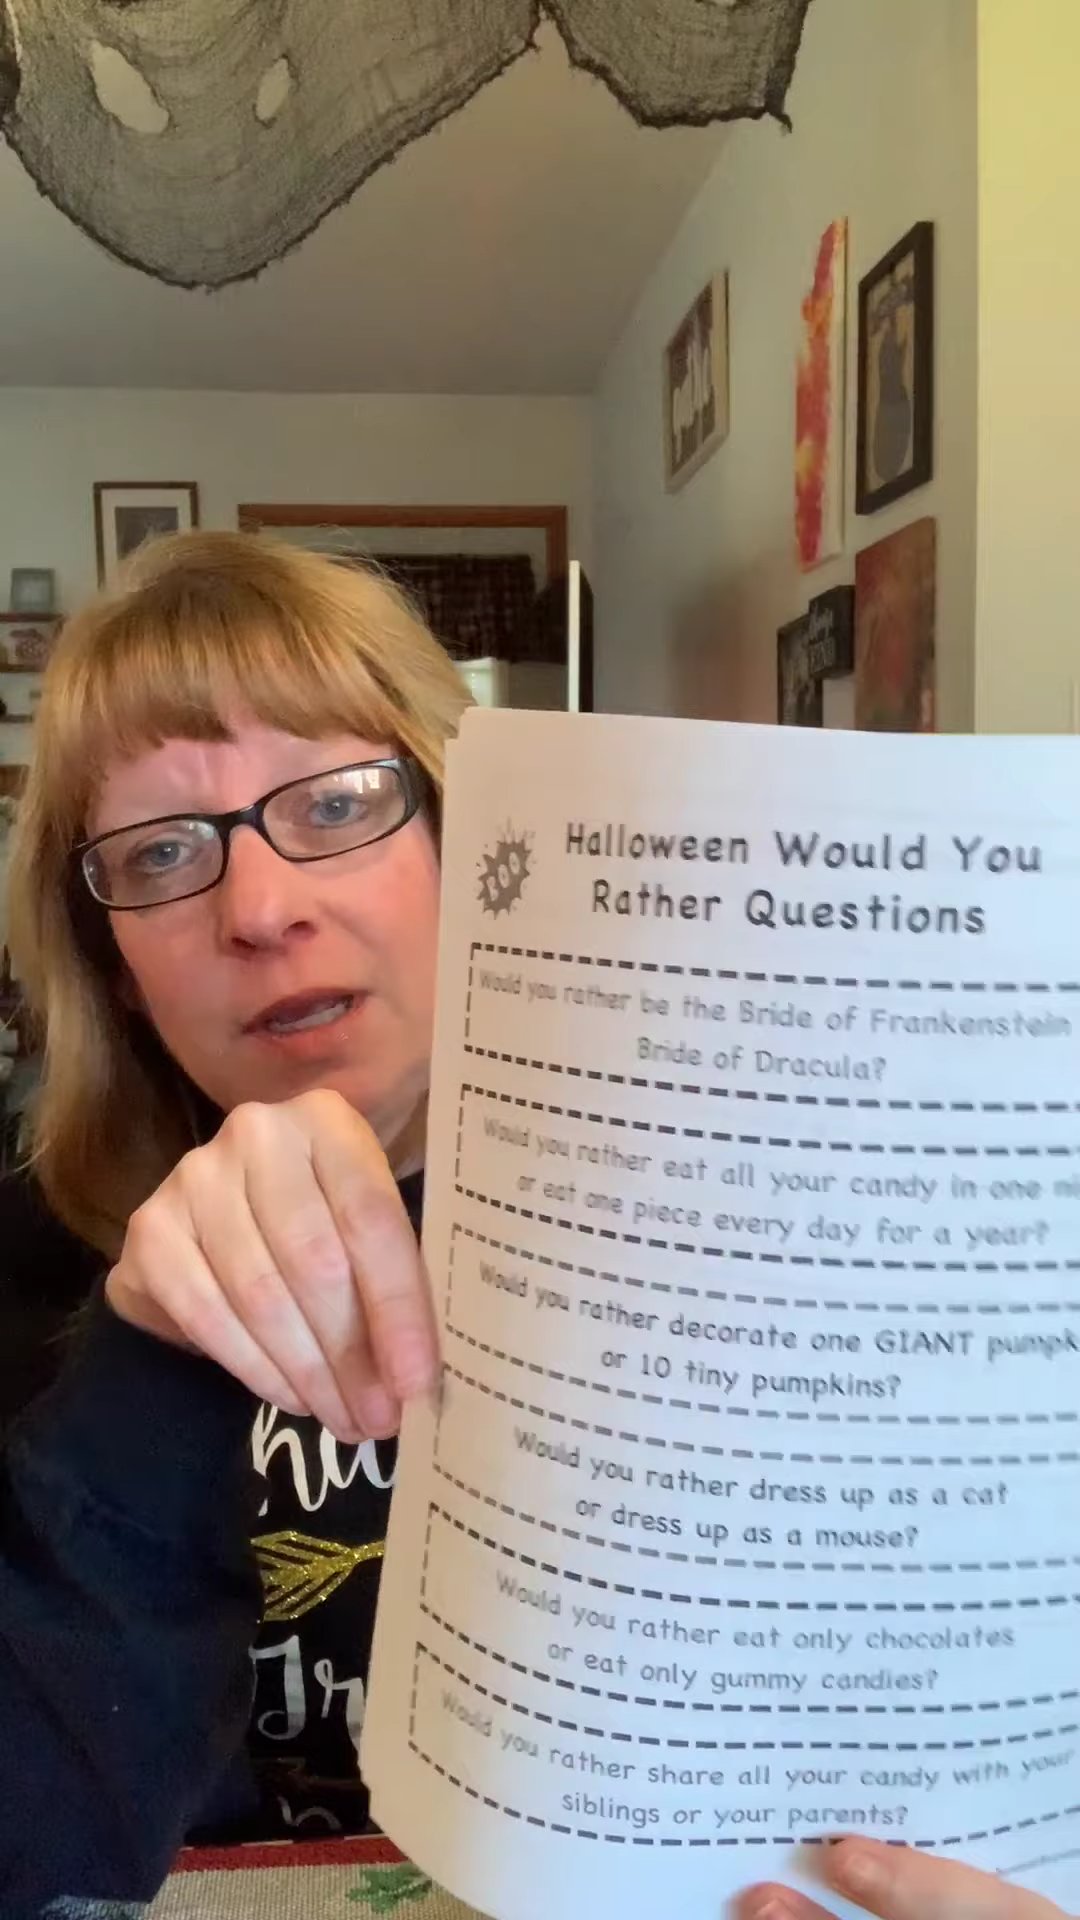 BOO
Halloween Would You
Rather Questions
Would you rather be the Bride of Frankenstein
Bride of Dracula?
Would you rather eat all your candy in one
or eat one piece every day for a year?
Would you rather decorate one GIANT
or 10 tiny pumpkins?
Would you rather dress up as a cat
or dress up as a mouse?
Would you rather eat only chocolates
or eat only gummy candies?
Would you rather share all your candy with your
siblings or your parents?